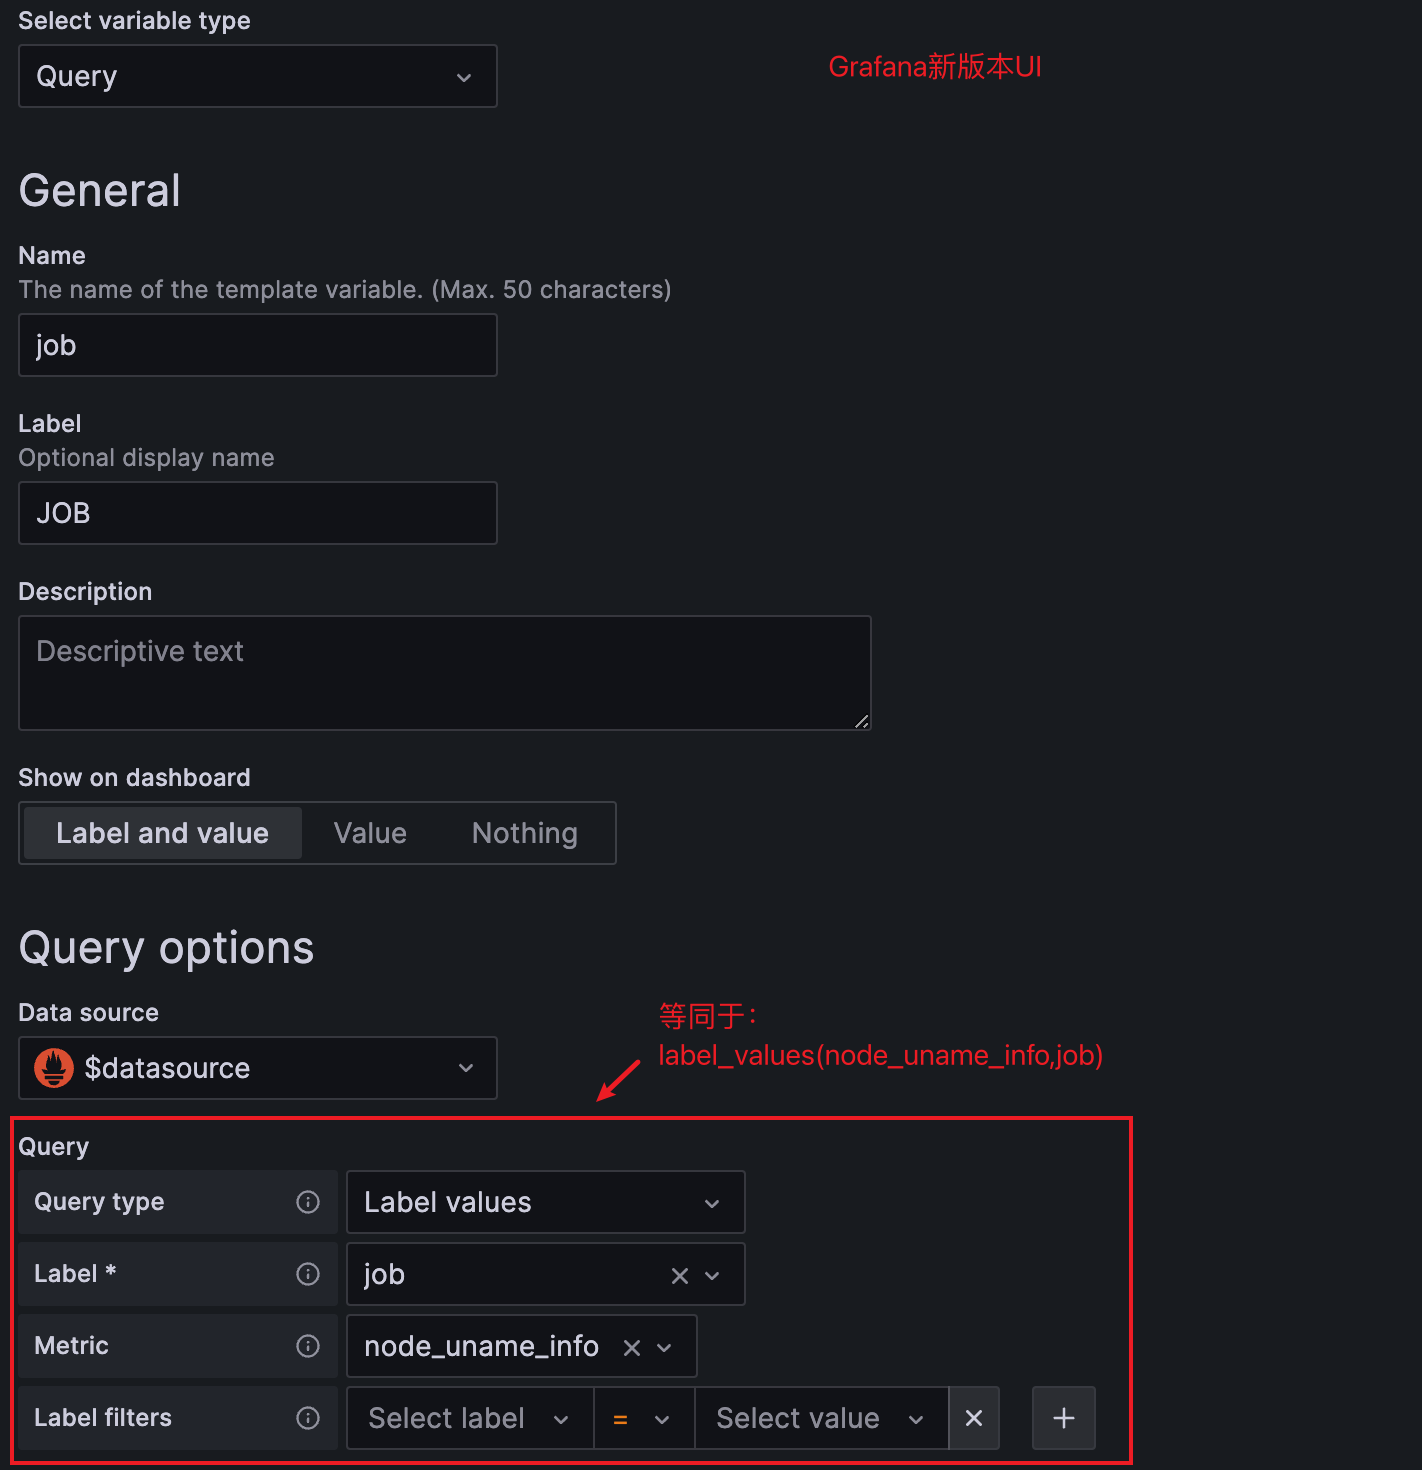 Select variable type
Query
Grafana新版本UI
General
Name
The name of the template variable. (Max. 50 characters)
job
Label
Optional display name
JOB
Description
Descriptive text
Show on dashboard
Label and value Value Nothing
Query options
Data source
$datasource
等同于：
label_values(node_uname_info,job)
Query
Query type Label values
Label * job
Metric node_uname_info
Label filters Select label = Select value